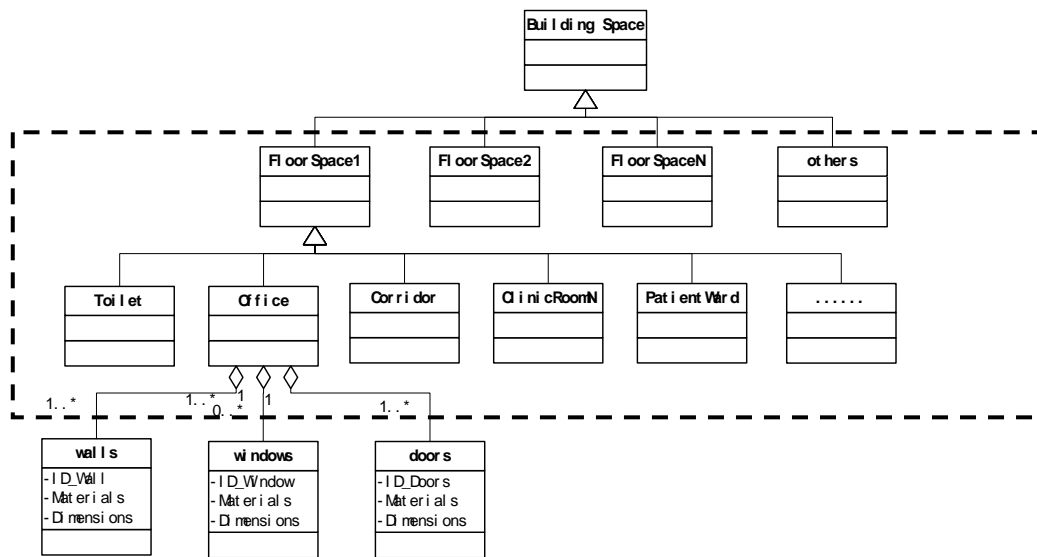 Building Space
FloorSpace1
FloorSpace2
FloorSpaceN
others
Toilet
Office
Corridor
ClinicRoomN
PatientWard
......
1..*
1..*
1
0..*
1
1..*
walls
-ID_Wall
-Materials
-Dimensions
windows
-ID_Window
-Materials
-Dimensions
doors
-ID_Doors
-Materials
-Dimensions